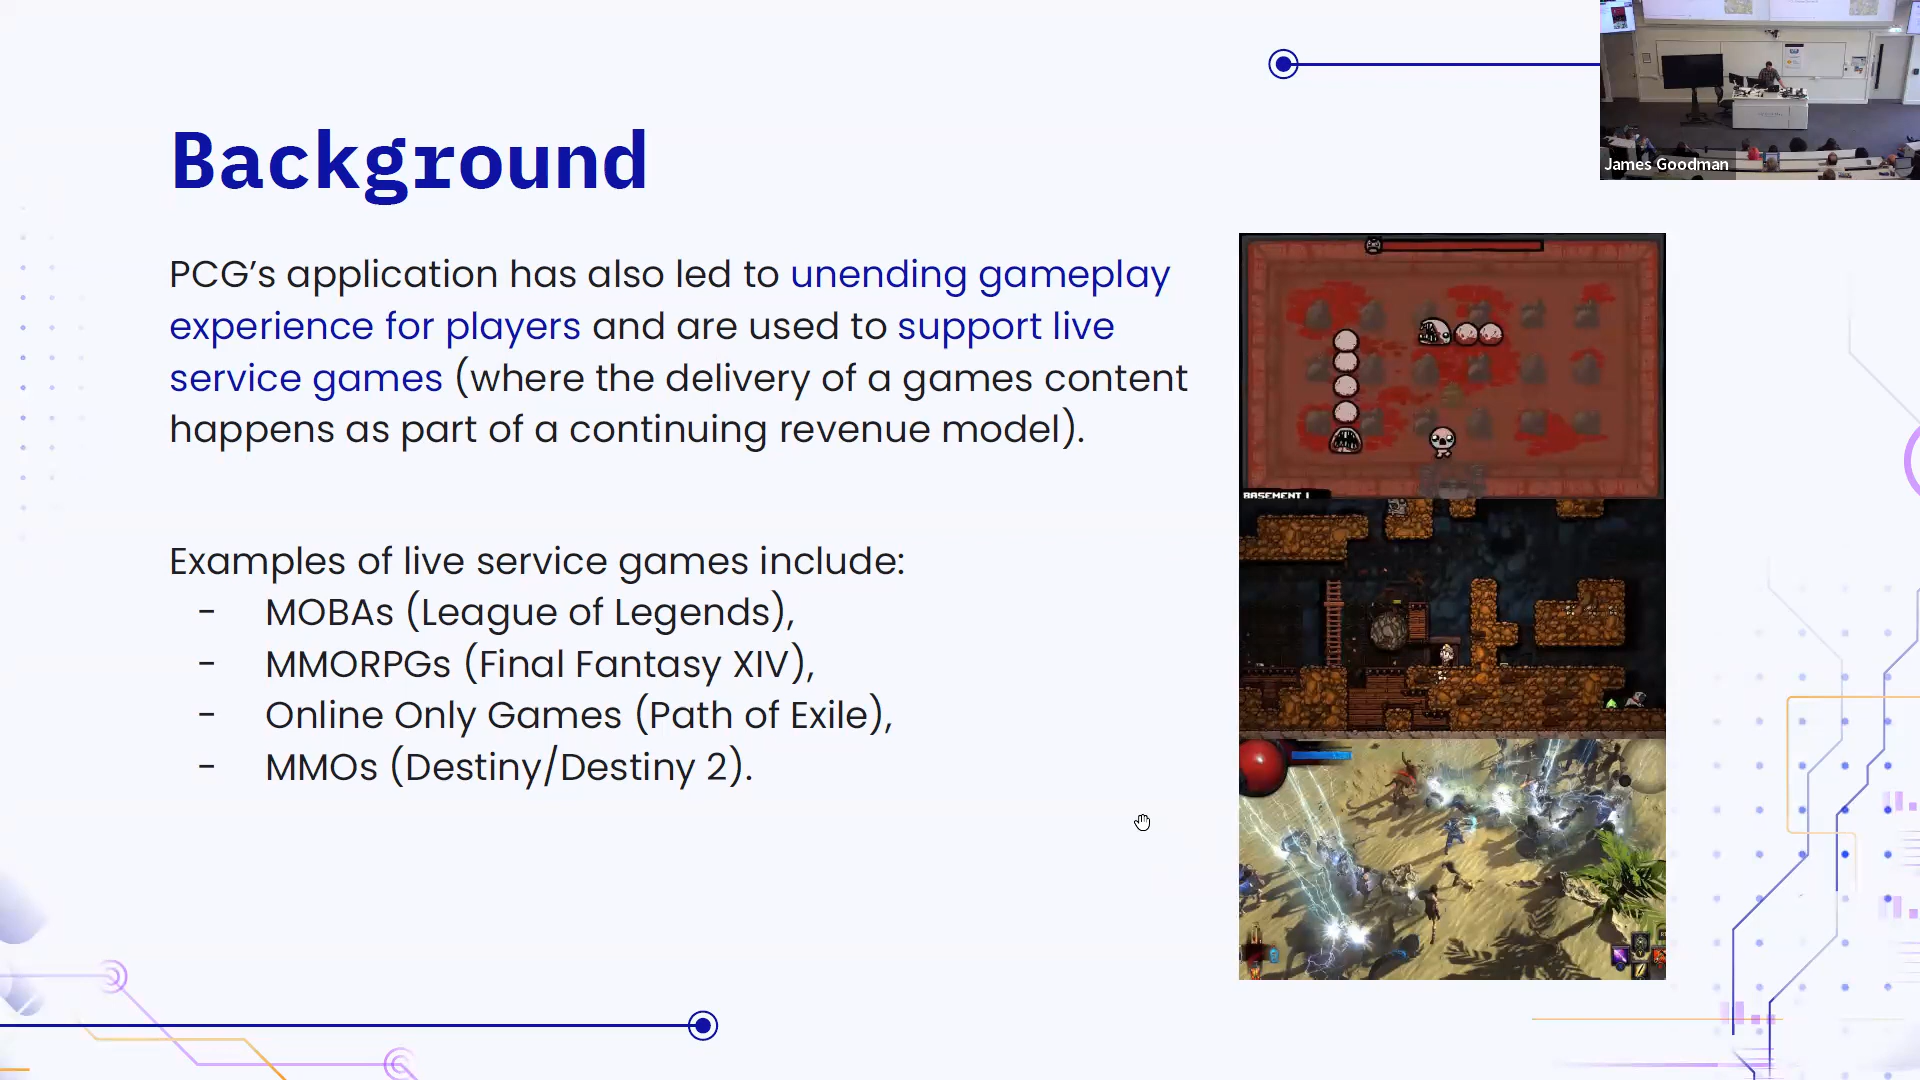 James Goodman
Background
PCG’s application has also led to unending gameplay
experience for players and are used to support live
service games (where the delivery of a games content
happens as part of a continuing revenue model).
Examples of live service games include:
- MOBAs (League of Legends),
- MMORPGs (Final Fantasy XIV),
- Online Only Games (Path of Exile),
- MMOs (Destiny/Destiny 2).
BASEMENT I